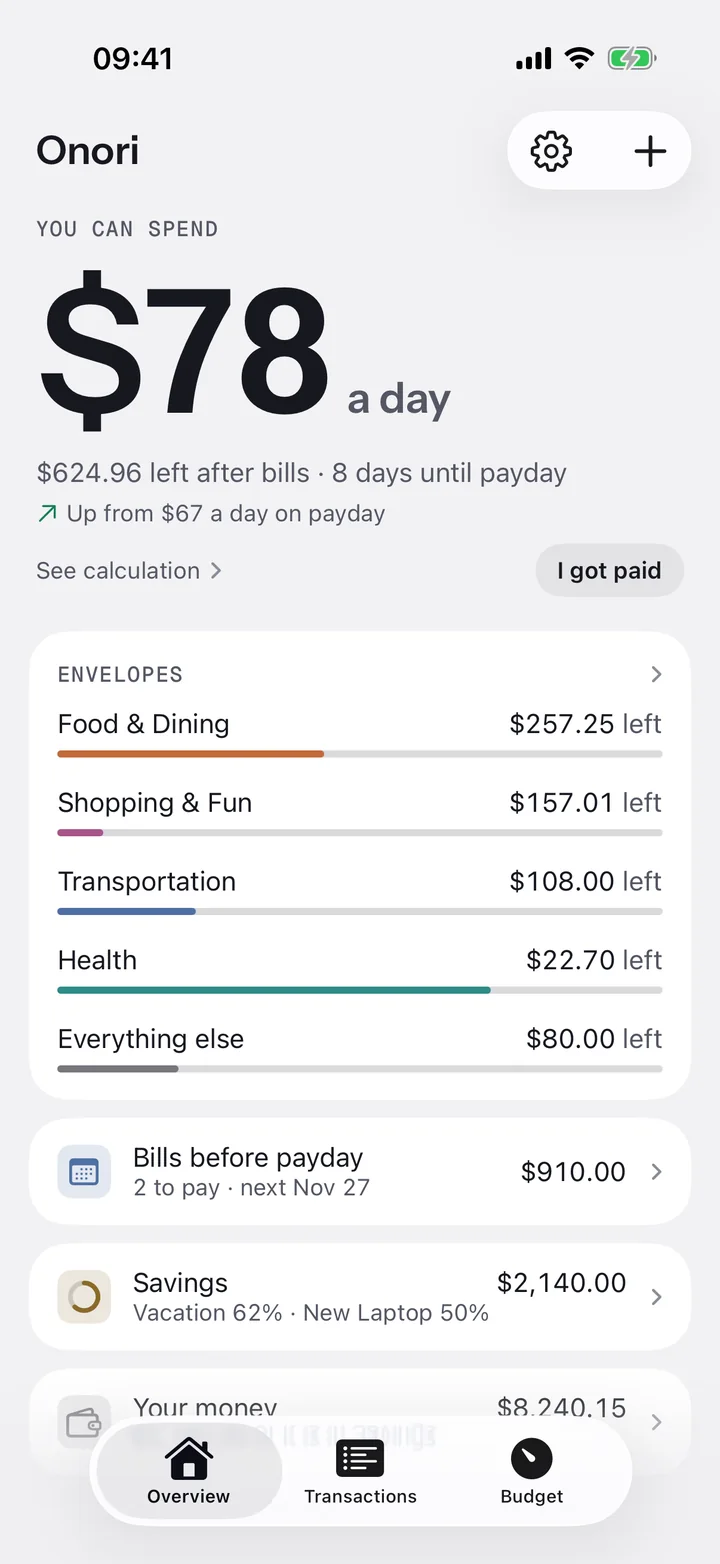 09:41
Onori
YOU CAN SPEND
$78 a day
$624.96 left after bills · 8 days until payday
Up from $67 a day on payday
See calculation
I got paid
ENVELOPES
Food & Dining $257.25 left
Shopping & Fun $157.01 left
Transportation $108.00 left
Health $22.70 left
Everything else $80.00 left
Bills before payday $910.00
2 to pay · next Nov 27
Savings $2,140.00
Vacation 62% · New Laptop 50%
Your money $8,240.15
Overview Transactions Budget